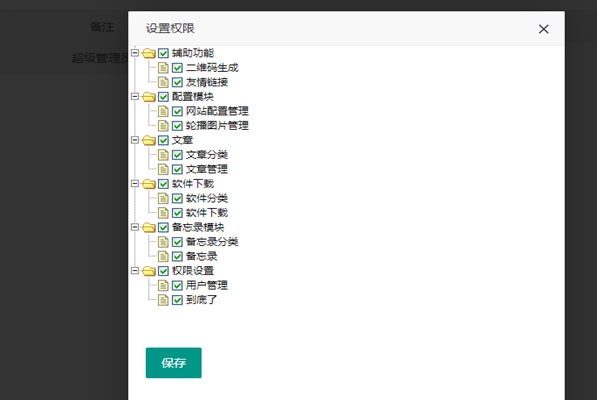 设置权限
备注
超级管理员
辅助功能
二维码生成
友情链接
配置模块
网站配置管理
轮播图片管理
文章
文章分类
文章管理
软件下载
软件分类
软件下载
备忘录模块
备忘录分类
备忘录
权限设置
用户管理
到底了
保存